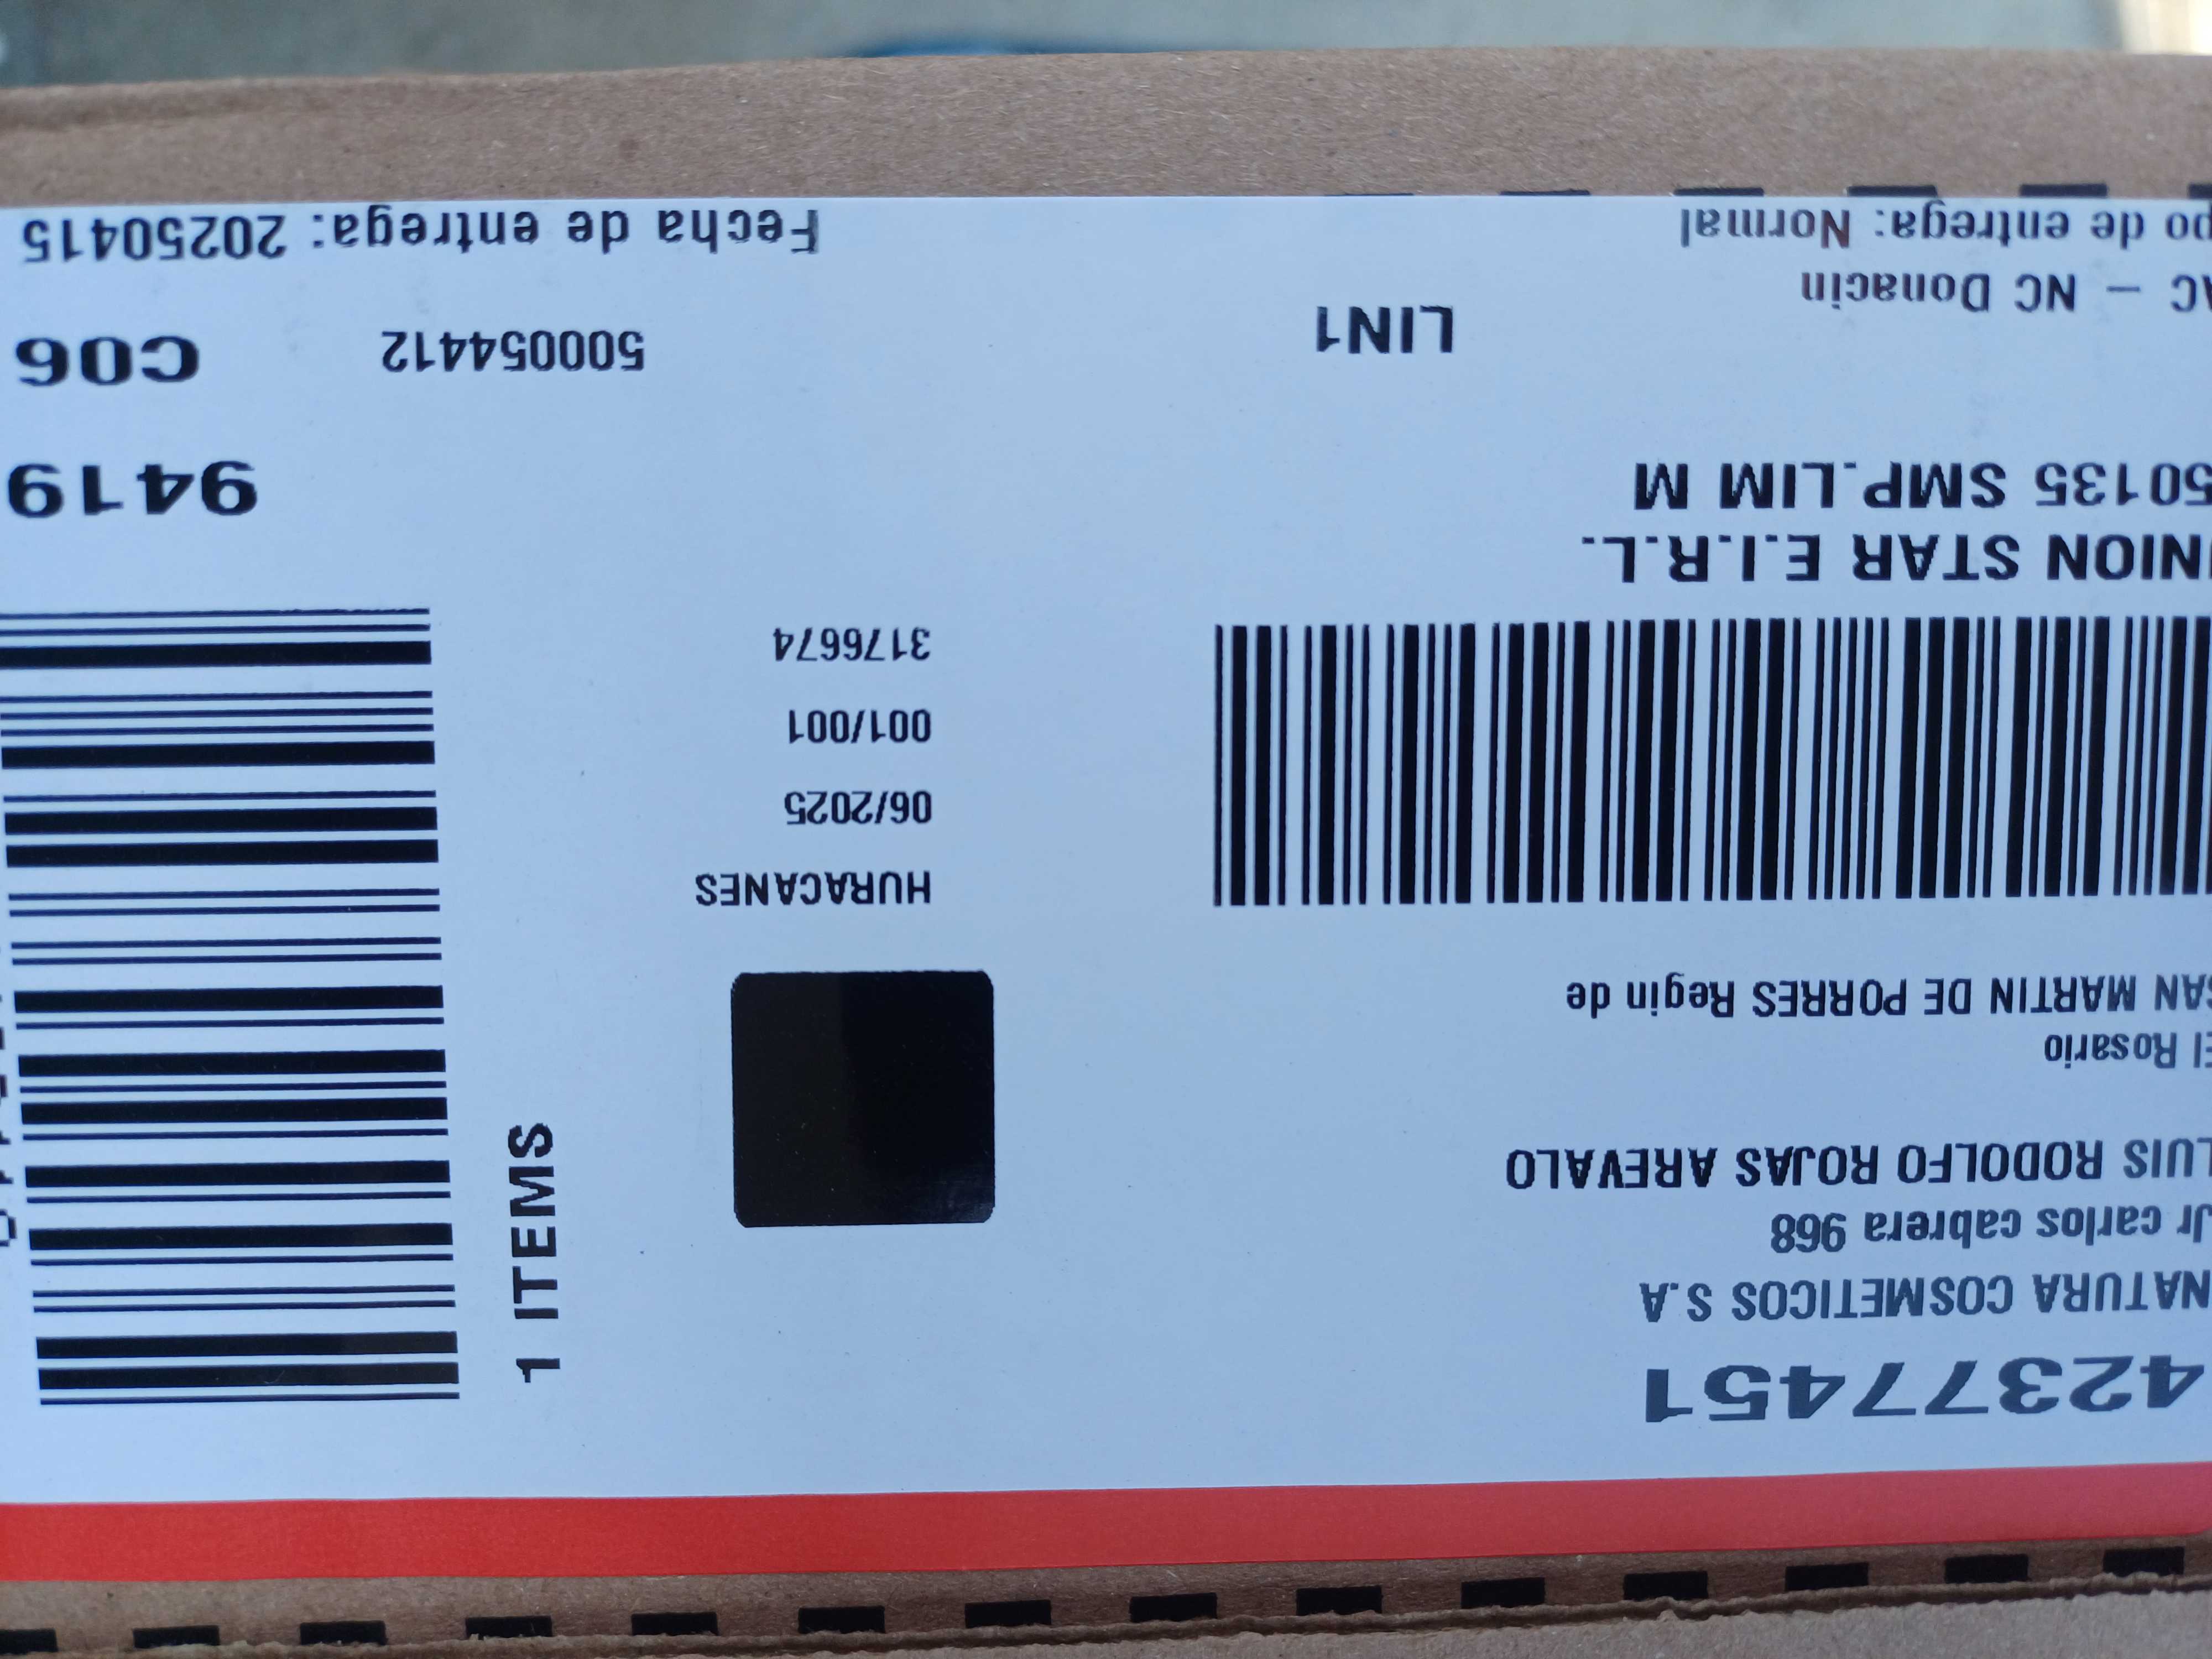 42377451
NATURA COSMETICOS S.A
Jr carlos cabrera 968
LUIS RODOLFO ROJAS AREVALO
El Rosario
SAN MARTIN DE PORRES Regin de
HURACANES
06/2025
001/001
3176674
1 ITEMS
NION STAR E.I.R.L.
50135 SMP.LIM M
9419
LIN1
500054412
C06
AC - NC Donacin
po de entrega: Normal
Fecha de entrega: 20250415